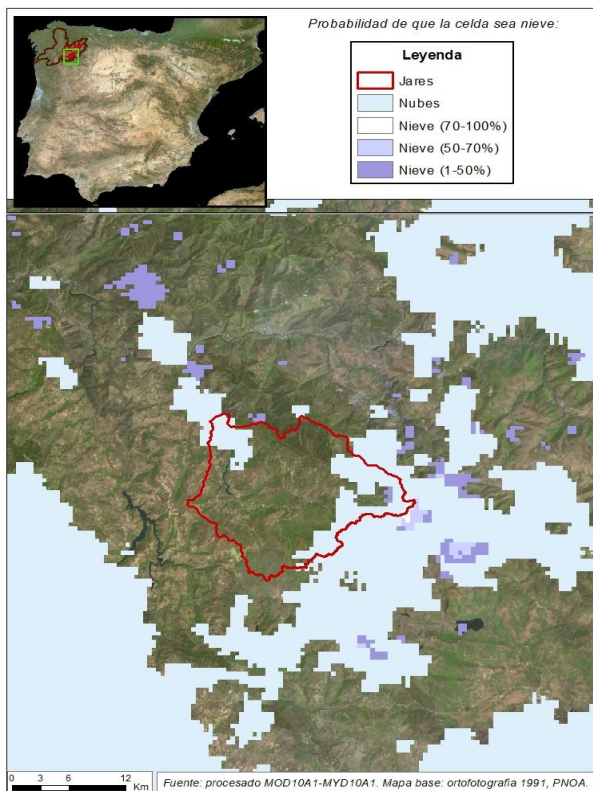 Probabilidad de que la celda sea nieve:
Leyenda
Jares
Nubes
Nieve (70-100%)
Nieve (50-70%)
Nieve (1-50%)
0 3 6 12
Km
Fuente: procesado MOD10A1-MYD10A1. Mapa base: ortofotografía 1991, PNOA.